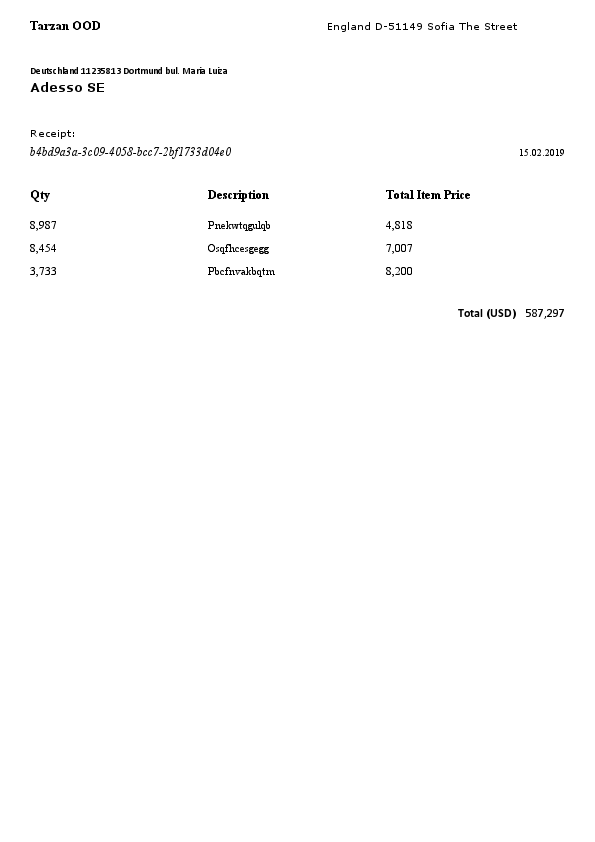 Tarzan OOD England D-51149 Sofia The Street
Deutschland 11235813 Dortmund bul. Maria Luiza
Adesso SE
Receipt:
b4bd9a3a-3c09-4058-bcc7-2bf1733d04e0 15.02.2019
Qty Description Total Item Price
8,987 Pnekwtqgulqb 4,818
8,454 Osqfhcesgegg 7,007
3,733 Pbcfnvakbqtm 8,200
Total (USD) 587,297